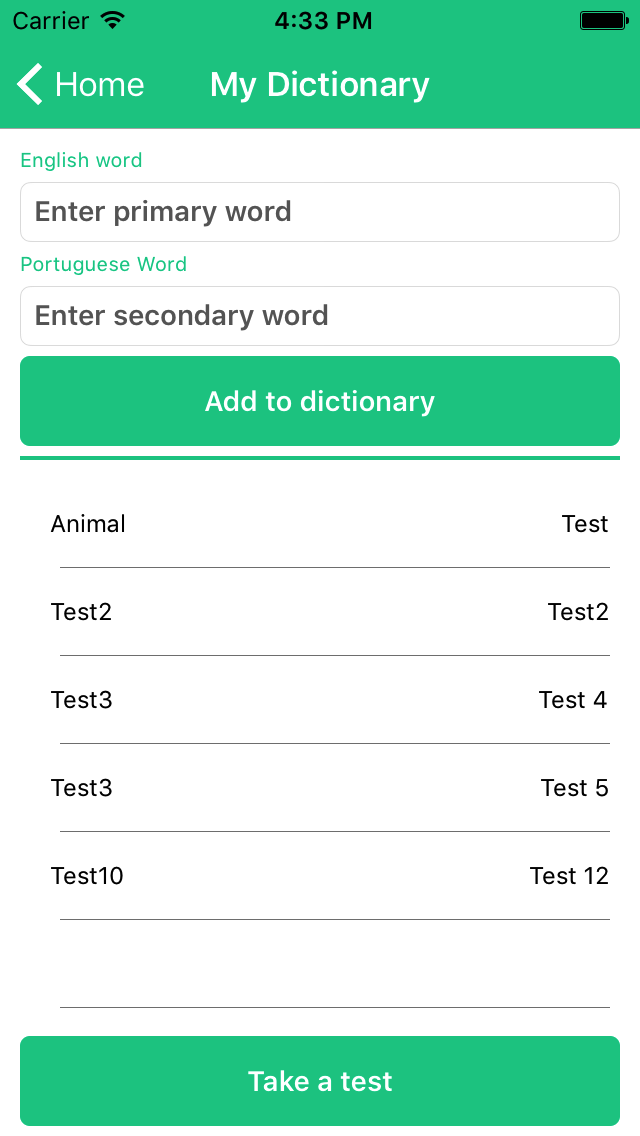 Carrier 4:33 PM
Home My Dictionary
English word
Enter primary word
Portuguese Word
Enter secondary word
Add to dictionary
Animal Test
Test2 Test2
Test3 Test 4
Test3 Test 5
Test10 Test 12
Take a test